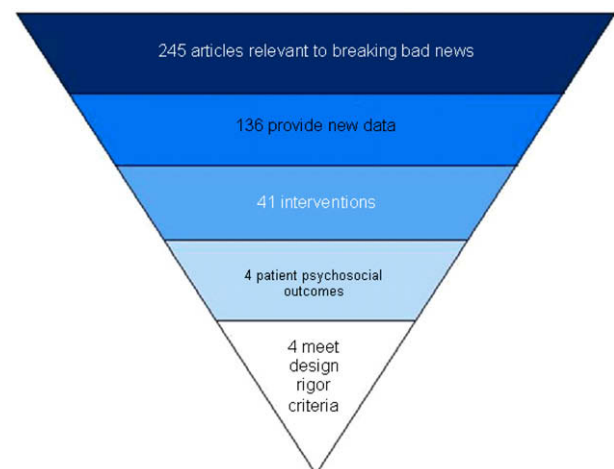 245 articles relevant to breaking bad news
136 provide new data
41 interventions
4 patient psychosocial
outcomes
4 meet
design
rigor
criteria